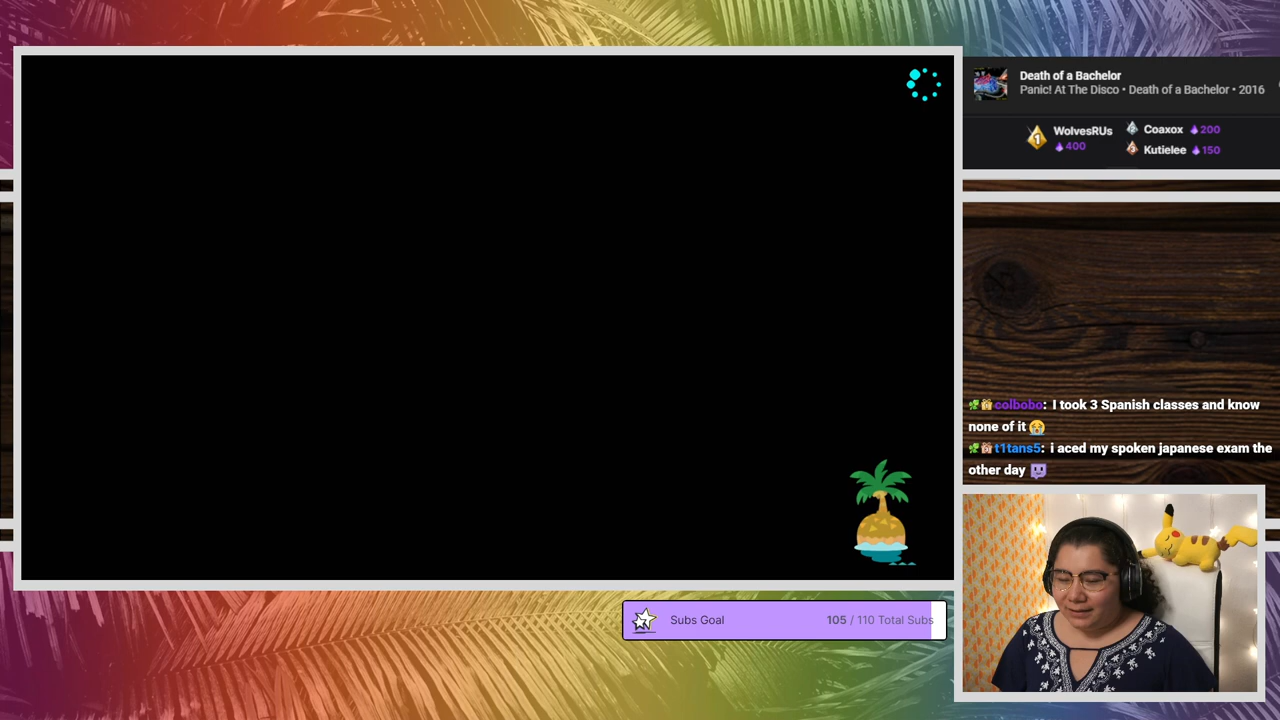 Death of a Bachelor
Panic! At The Disco • Death of a Bachelor • 2016
1 WolvesRUs
400
Coaxox 200
3 Kutielee 150
colbobo: I took 3 Spanish classes and know
none of it 😭
t1tans5: i aced my spoken japanese exam the
other day
Subs Goal 105 / 110 Total Subs